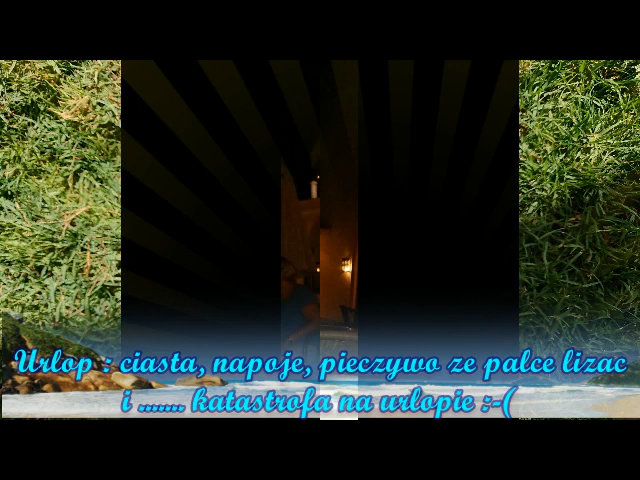 Urlop : ciasta, napoje, pieczywo ze palce lizac
i ....... katastrofa na urlopie :-(